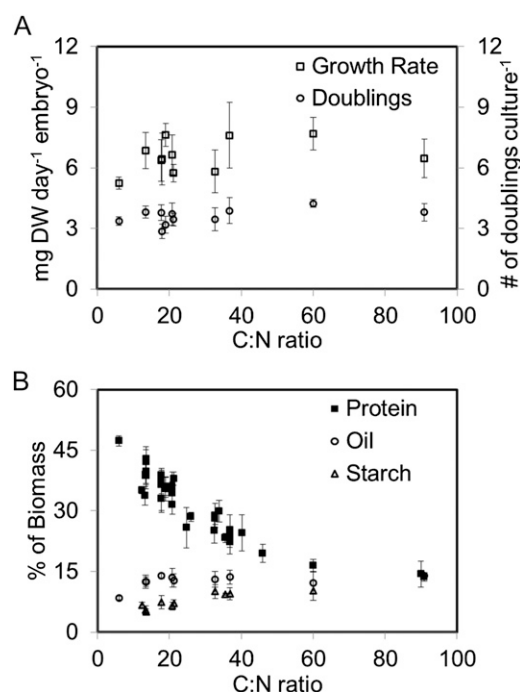 A
12
9
6
3
0
mg DW day-1 embryo-1
□ Growth Rate
○ Doublings
12
9
6
3
0
# of doublings culture-1
0 20 40 60 80 100
C:N ratio
B
60
45
30
15
0
% of Biomass
■ Protein
○ Oil
△ Starch
0 20 40 60 80 100
C:N ratio